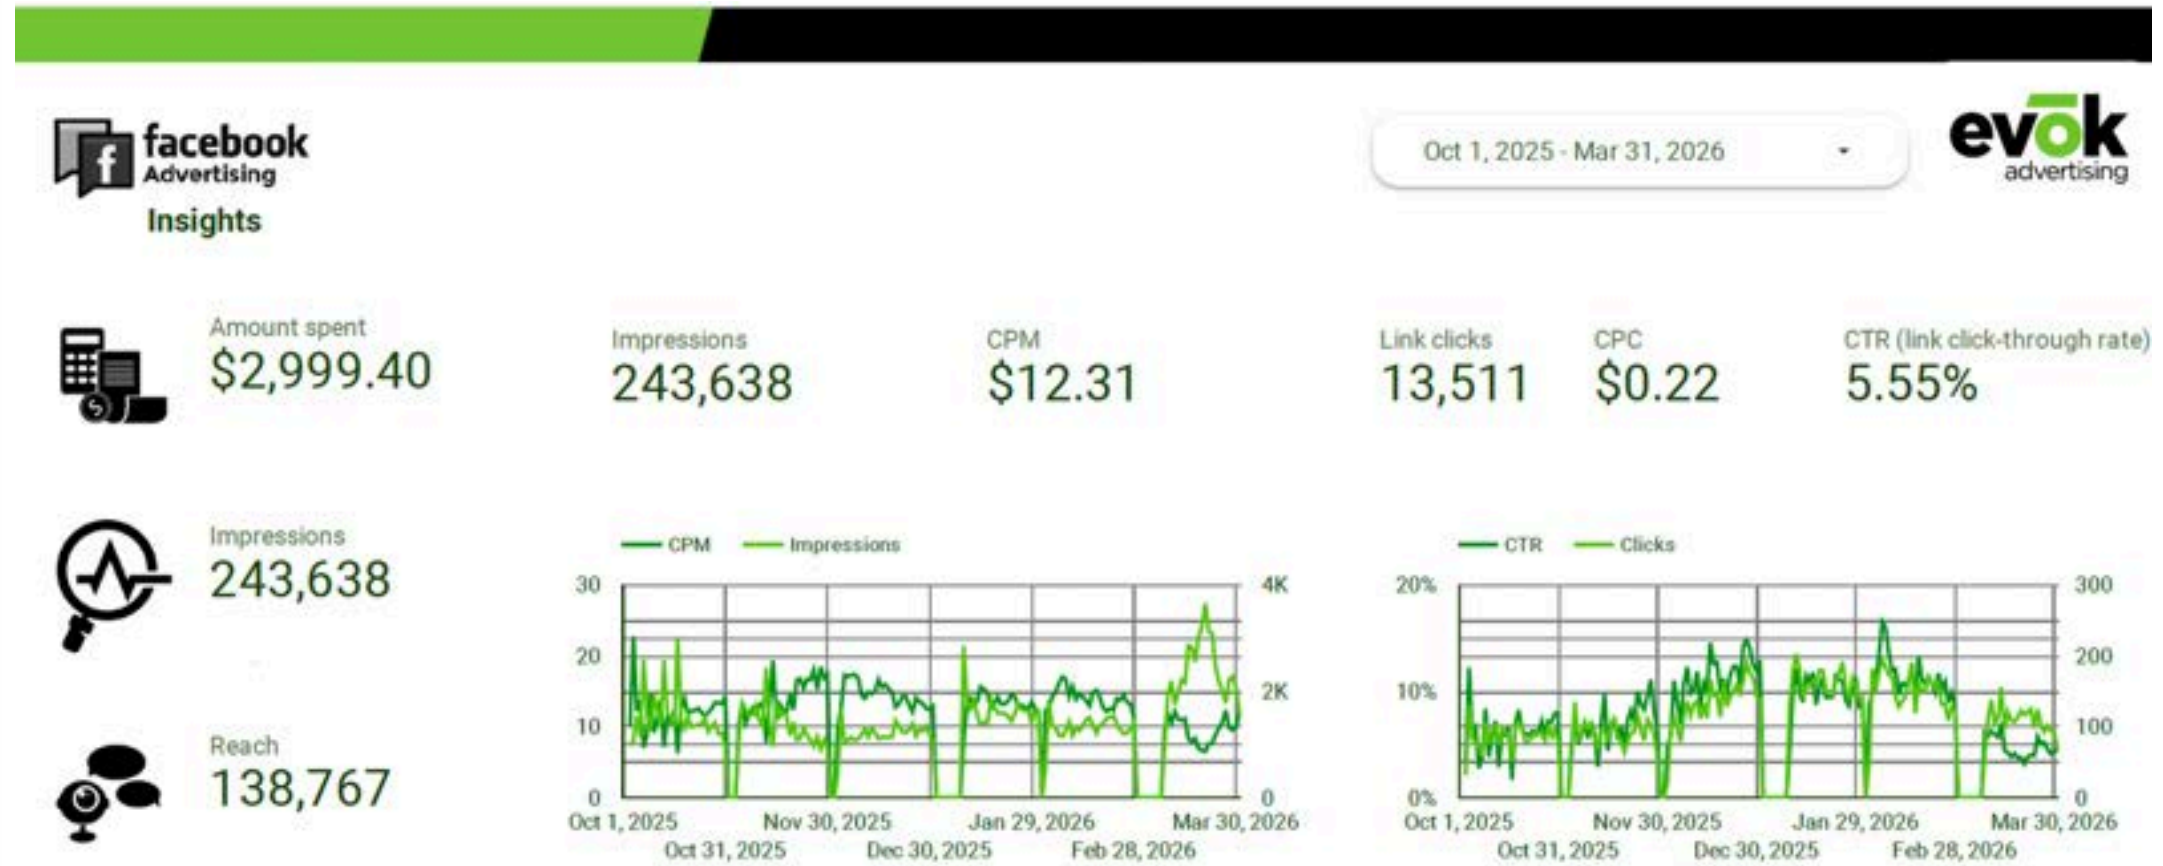 facebook
Advertising
Insights
Oct 1, 2025 - Mar 31, 2026
evōk
advertising
Amount spent
$2,999.40
Impressions
243,638
CPM
$12.31
Link clicks
13,511
CPC
$0.22
CTR (link click-through rate)
5.55%
Impressions
243,638
Reach
138,767
CPM Impressions
30
20
10
0
4K
2K
0
Oct 1, 2025
Oct 31, 2025
Nov 30, 2025
Dec 30, 2025
Jan 29, 2026
Feb 28, 2026
Mar 30, 2026
CTR Clicks
20%
10%
0%
300
200
100
0
Oct 1, 2025
Oct 31, 2025
Nov 30, 2025
Dec 30, 2025
Jan 29, 2026
Feb 28, 2026
Mar 30, 2026